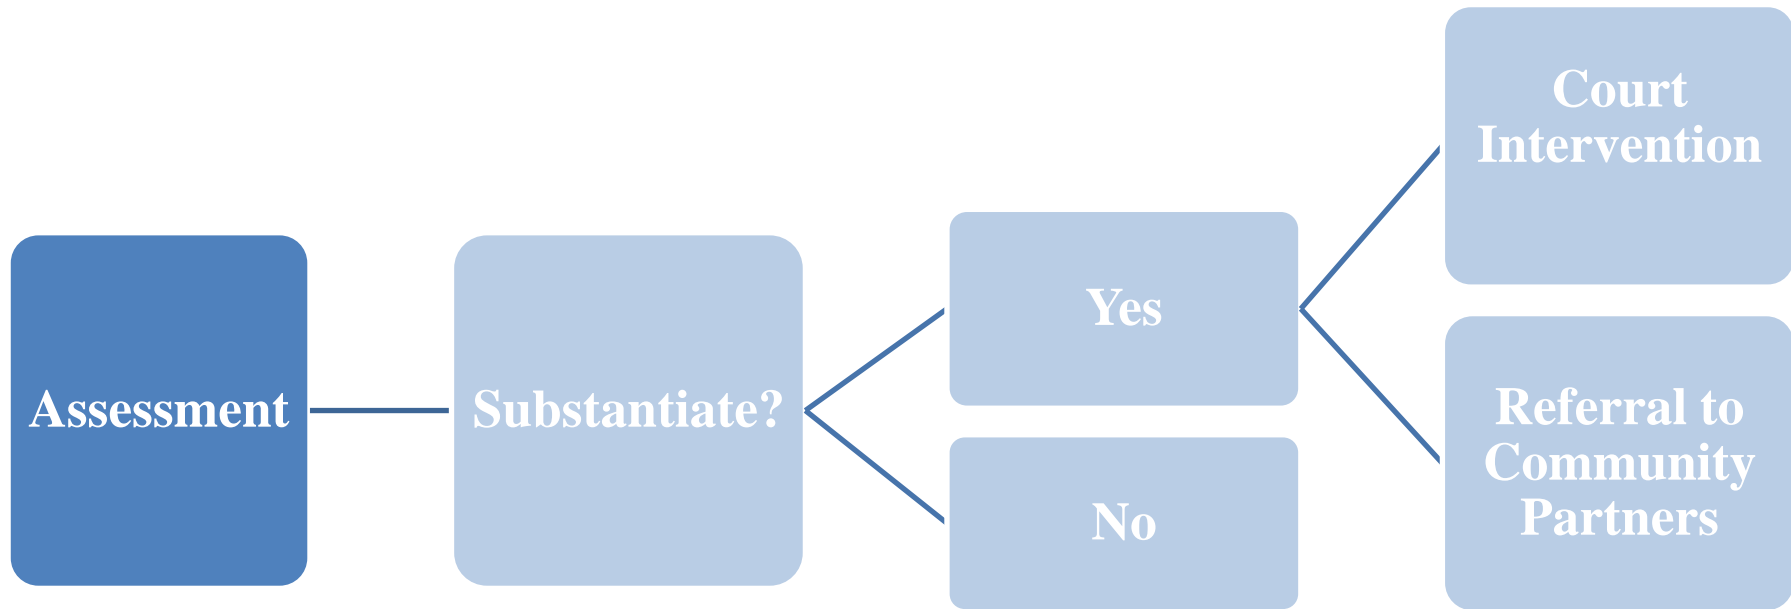 Assessment
Substantiate?
Yes
No
Court
Intervention
Referral to
Community
Partners